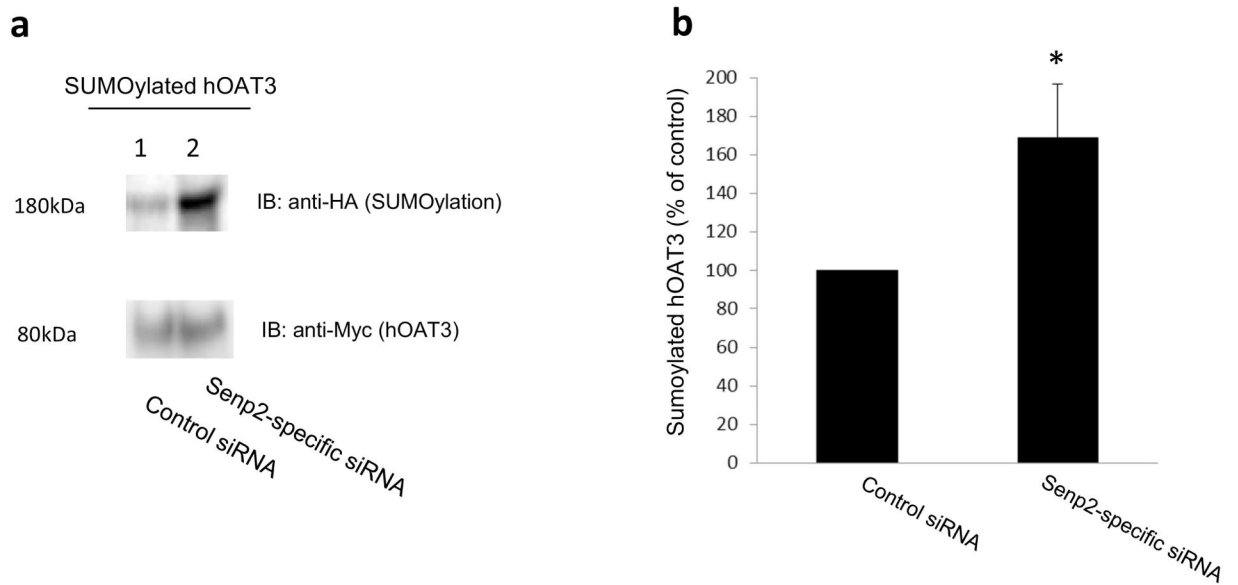 a
SUMOylated hOAT3
1 2
180kDa
IB: anti-HA (SUMOylation)
80kDa
IB: anti-Myc (hOAT3)
Control siRNA
Senp2-specific siRNA
b
*
Sumoylated hOAT3 (% of control)
200
180
160
140
120
100
80
60
40
20
0
Control siRNA
Senp2-specific siRNA